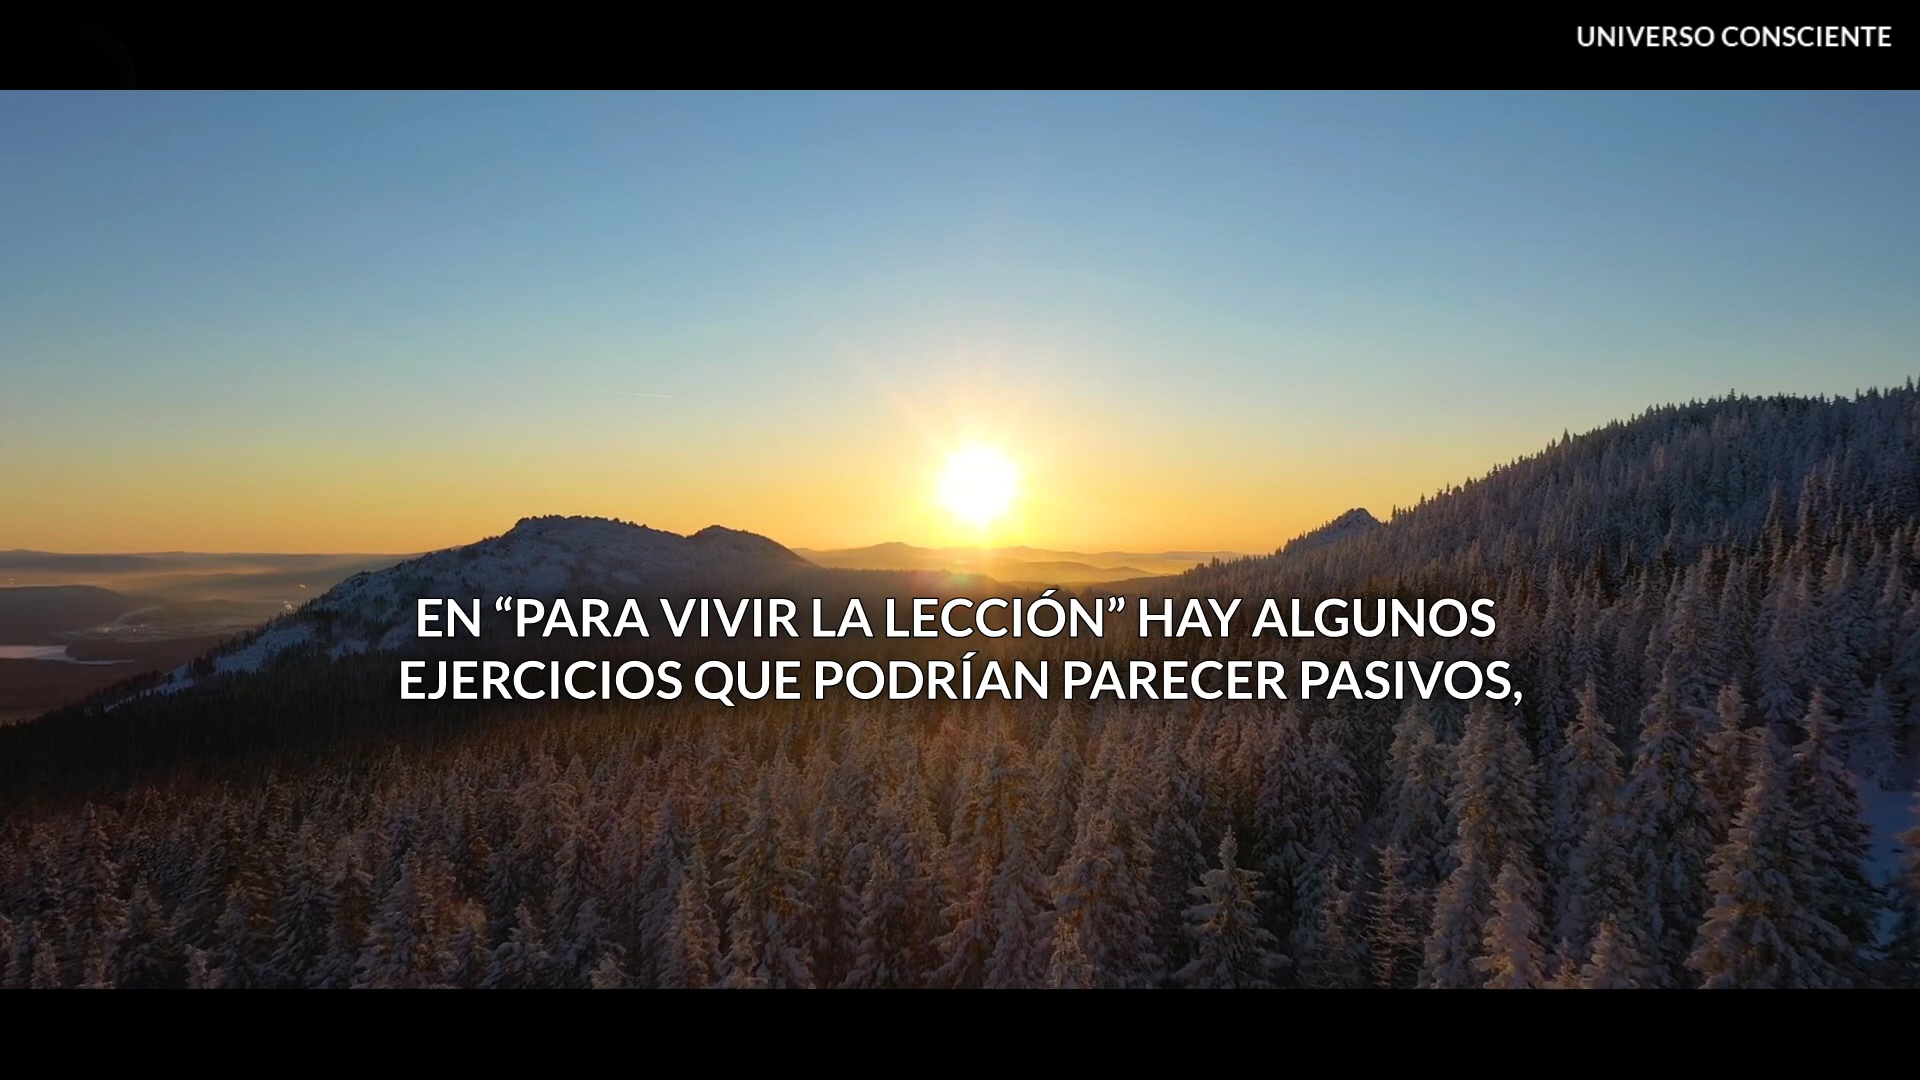 UNIVERSO CONSCIENTE
EN “PARA VIVIR LA LECCIÓN” HAY ALGUNOS
EJERCICIOS QUE PODRÍAN PARECER PASIVOS,